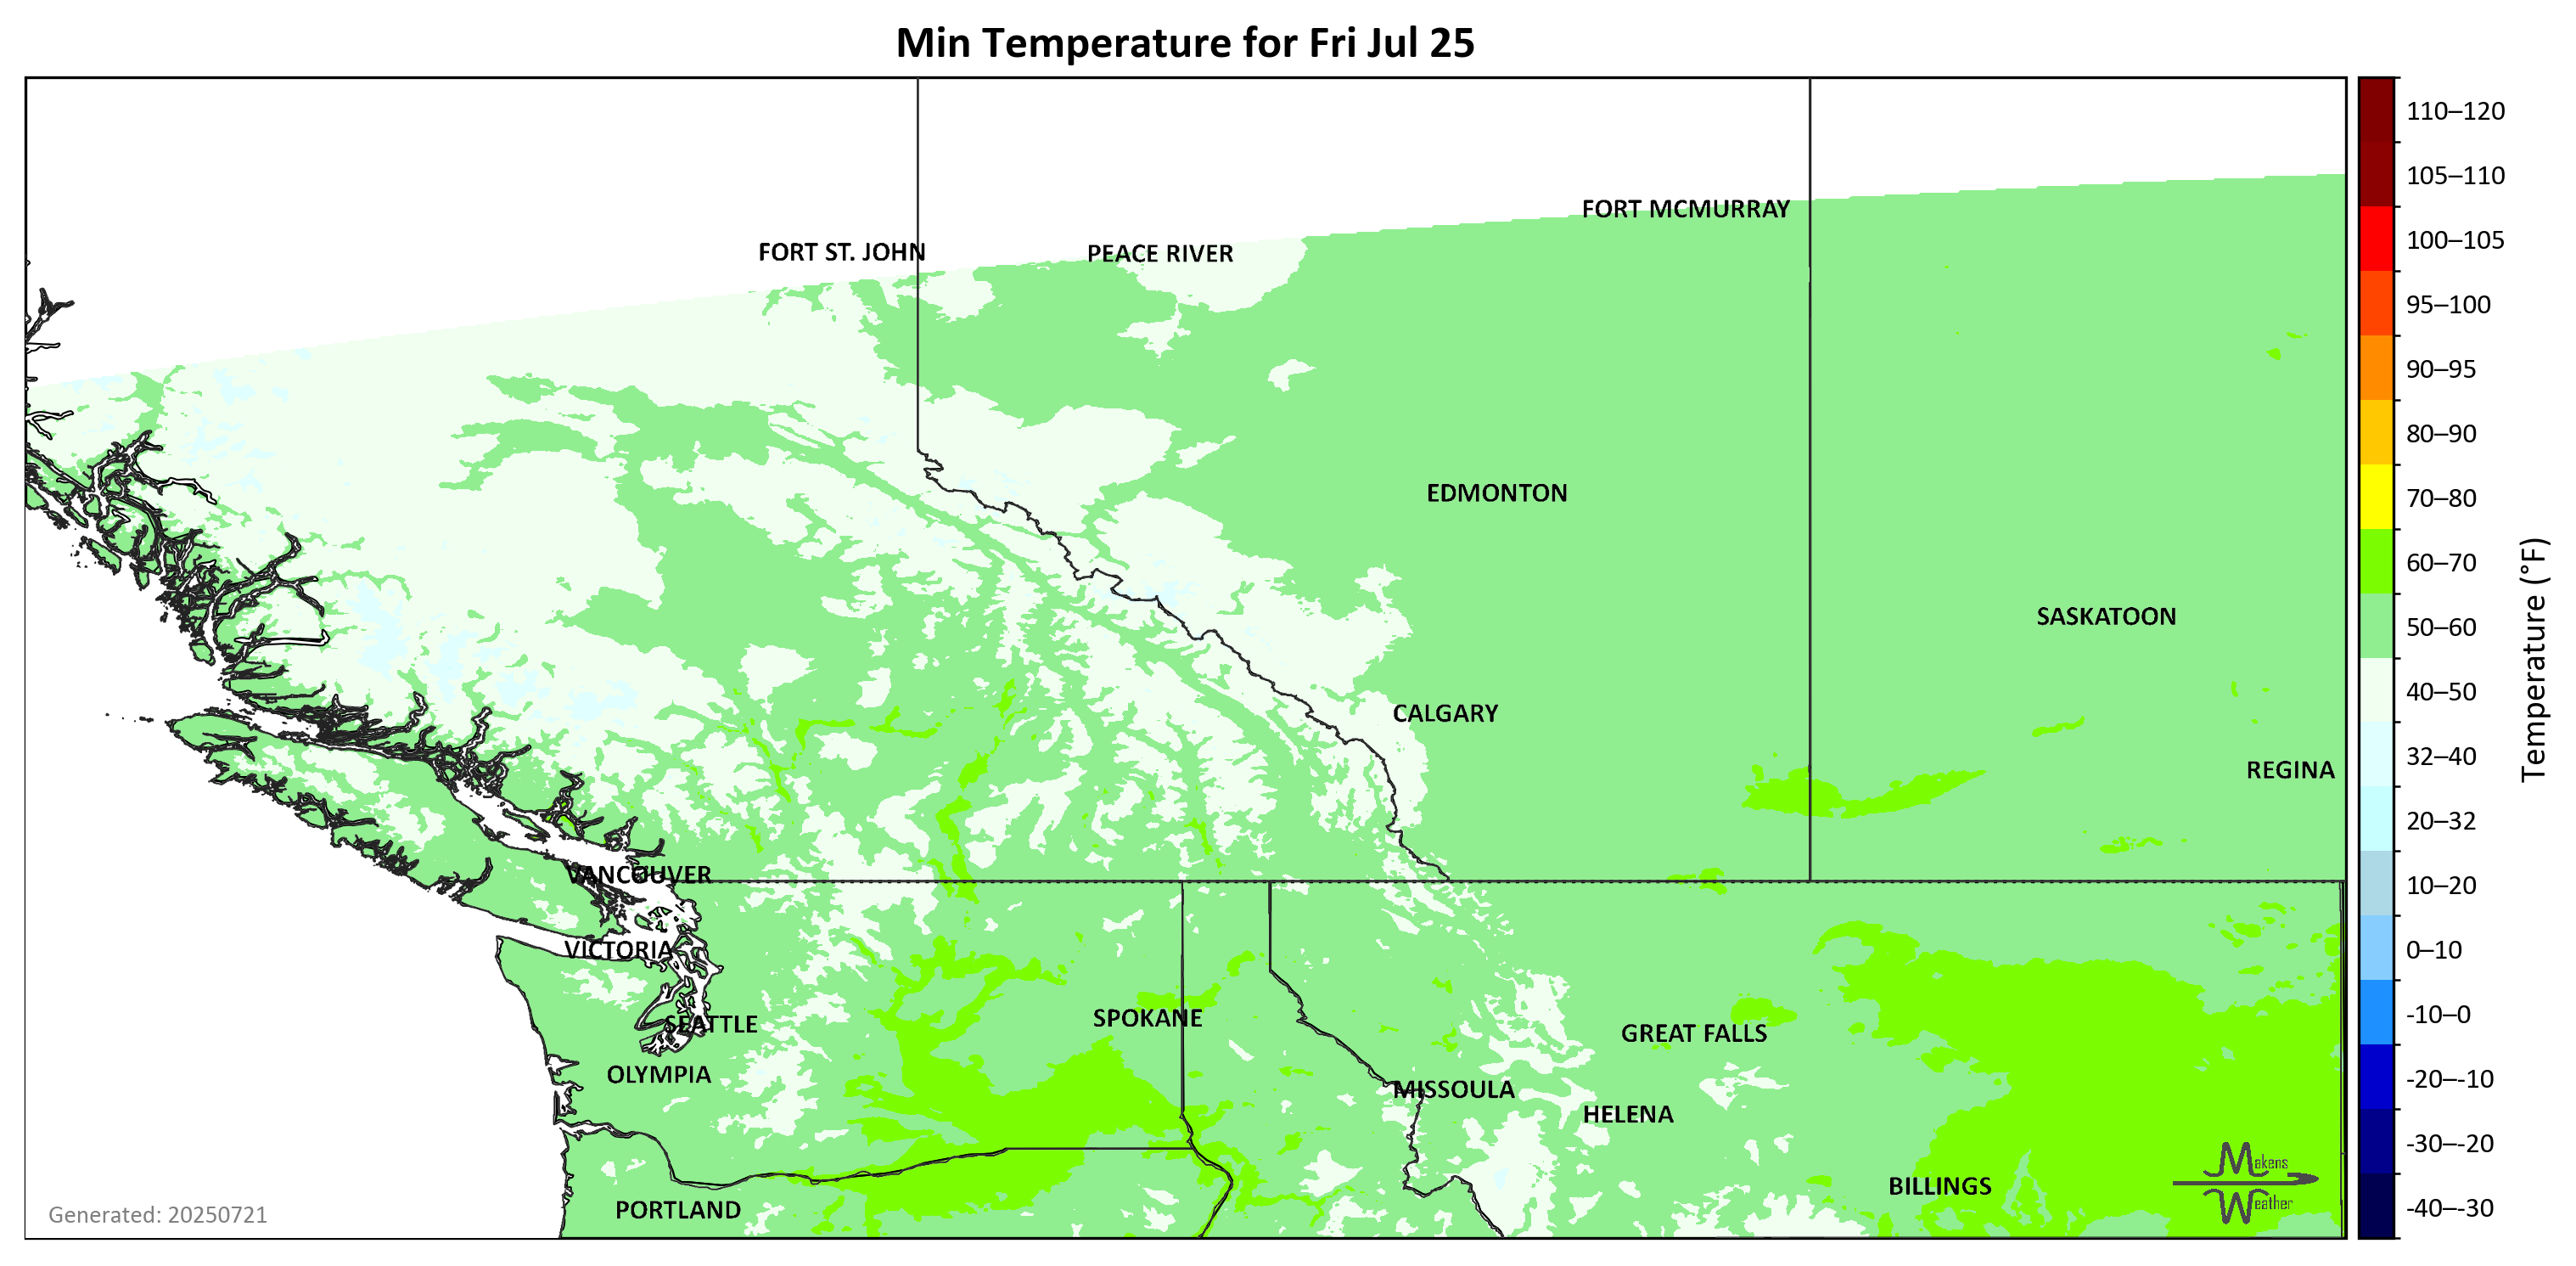 Min Temperature for Fri Jul 25
FORT MCMURRAY
FORT ST. JOHN
PEACE RIVER
EDMONTON
SASKATOON
CALGARY
REGINA
VANCOUVER
VICTORIA
SEATTLE
SPOKANE
GREAT FALLS
OLYMPIA
MISSOULA
HELENA
BILLINGS
PORTLAND
Makens
Weather
Generated: 20250721
110–120
105–110
100–105
95–100
90–95
80–90
70–80
60–70
50–60
40–50
32–40
20–32
10–20
0–10
-10–0
-20–-10
-30–-20
-40–-30
Temperature (°F)